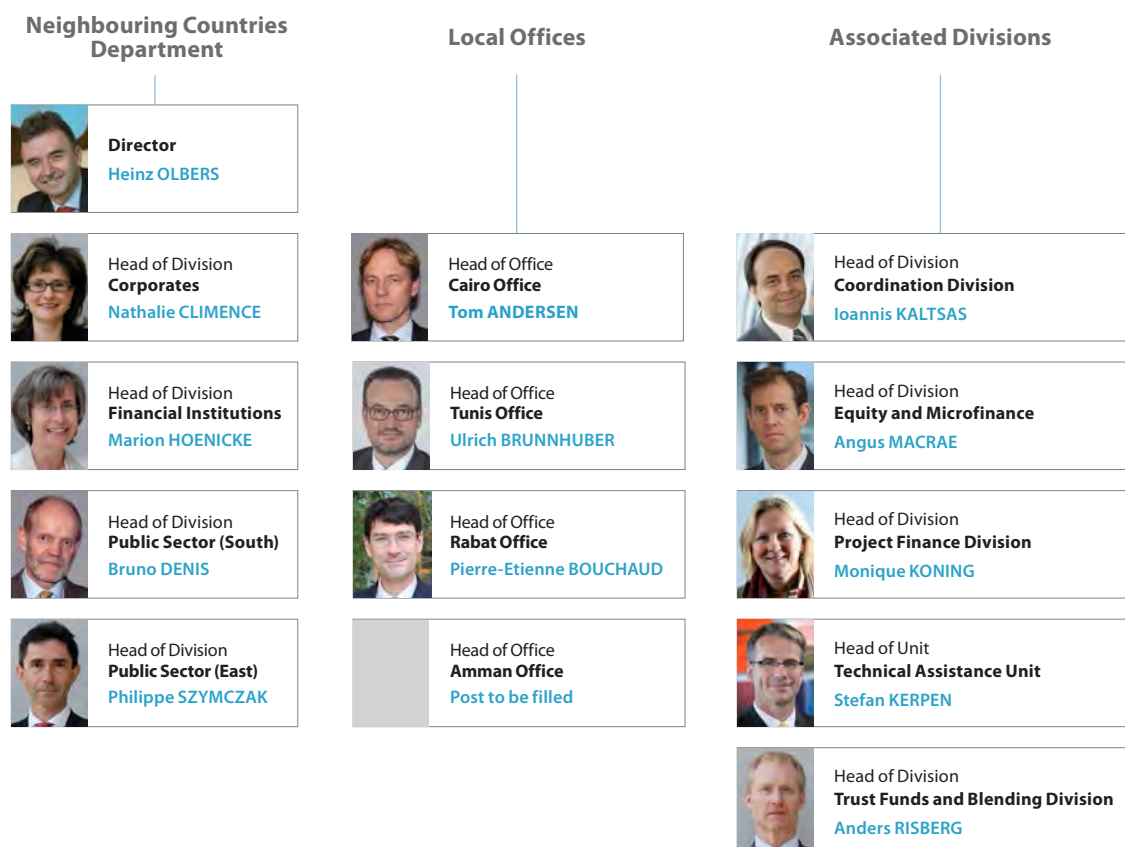 Neighbouring Countries
Department
Director
Heinz OLBERS
Head of Division
Corporates
Nathalie CLIMENCE
Head of Division
Financial Institutions
Marion HOENICKE
Head of Division
Public Sector (South)
Bruno DENIS
Head of Division
Public Sector (East)
Philippe SZYMCZAK
Local Offices
Head of Office
Cairo Office
Tom ANDERSEN
Head of Office
Tunis Office
Ulrich BRUNNHUBER
Head of Office
Rabat Office
Pierre-Etienne BOUCHAUD
Head of Office
Amman Office
Post to be filled
Associated Divisions
Head of Division
Coordination Division
Ioannis KALTSAS
Head of Division
Equity and Microfinance
Angus MACRAE
Head of Division
Project Finance Division
Monique KONING
Head of Unit
Technical Assistance Unit
Stefan KERPEN
Head of Division
Trust Funds and Blending Division
Anders RISBERG